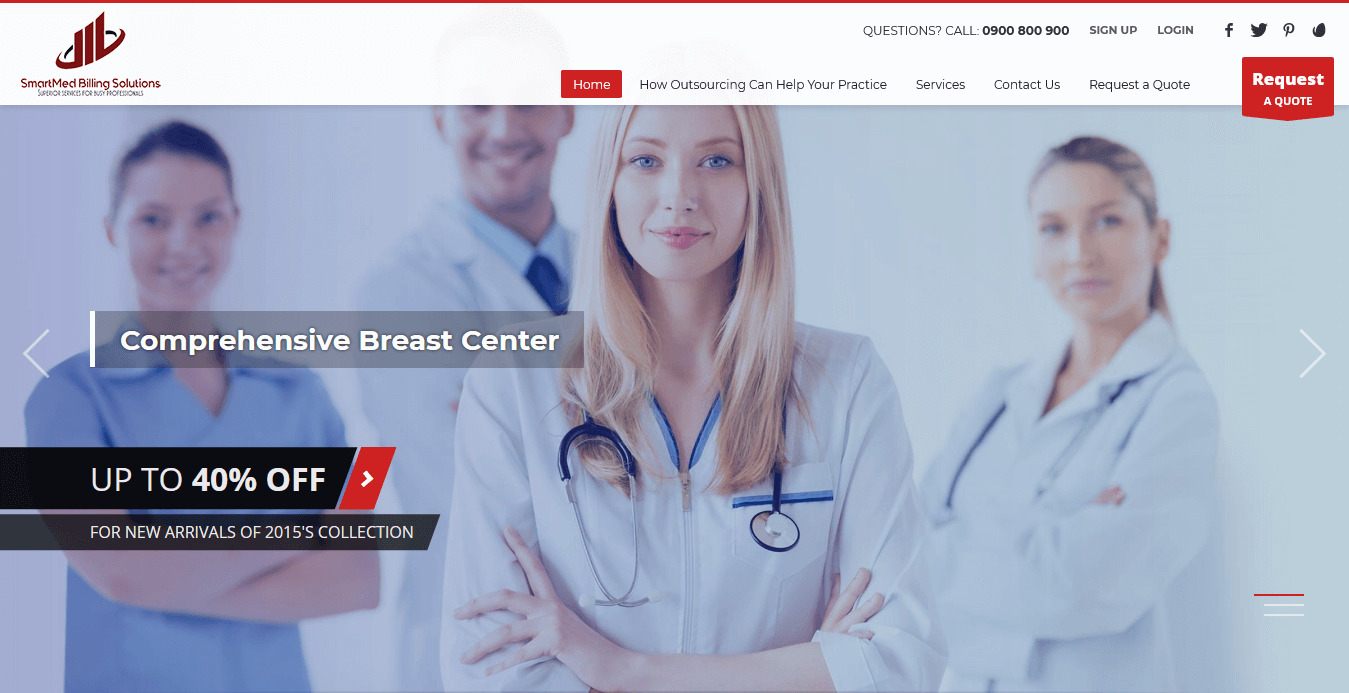 QUESTIONS? CALL: 0900 800 900 SIGN UP LOGIN
SmartMed Billing Solutions
SUPERIOR SERVICES FOR BUSY PROFESSIONALS
Home How Outsourcing Can Help Your Practice Services Contact Us Request a Quote
Request
A QUOTE
Comprehensive Breast Center
UP TO 40% OFF
FOR NEW ARRIVALS OF 2015'S COLLECTION